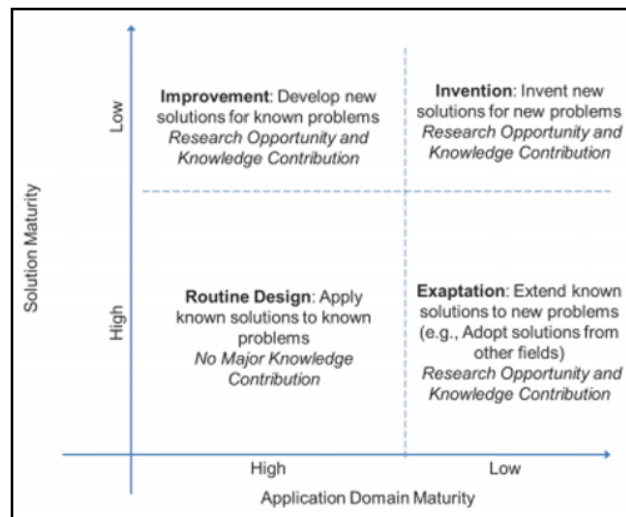 Improvement: Develop new
solutions for known problems
Research Opportunity and
Knowledge Contribution
Invention: Invent new
solutions for new problems
Research Opportunity and
Knowledge Contribution
Low
Solution Maturity
High
Routine Design: Apply
known solutions to known
problems
No Major Knowledge
Contribution
Exaptation: Extend known
solutions to new problems
(e.g., Adopt solutions from
other fields)
Research Opportunity and
Knowledge Contribution
High
Low
Application Domain Maturity